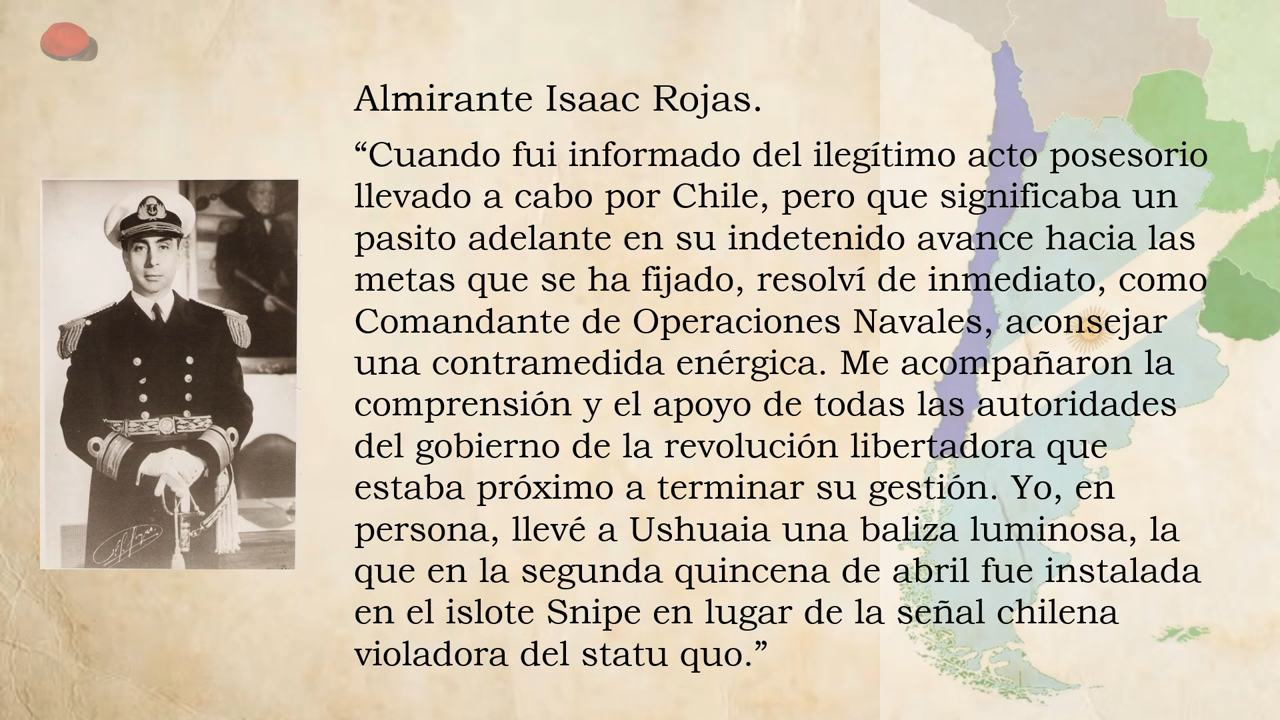 Almirante Isaac Rojas.
“Cuando fui informado del ilegítimo acto posesorio
llevado a cabo por Chile, pero que significaba un
pasito adelante en su indetenido avance hacia las
metas que se ha fijado, resolví de inmediato, como
Comandante de Operaciones Navales, aconsejar
una contramedida enérgica. Me acompañaron la
comprensión y el apoyo de todas las autoridades
del gobierno de la revolución libertadora que
estaba próximo a terminar su gestión. Yo, en
persona, llevé a Ushuaia una baliza luminosa, la
que en la segunda quincena de abril fue instalada
en el islote Snipe en lugar de la señal chilena
violadora del statu quo.”